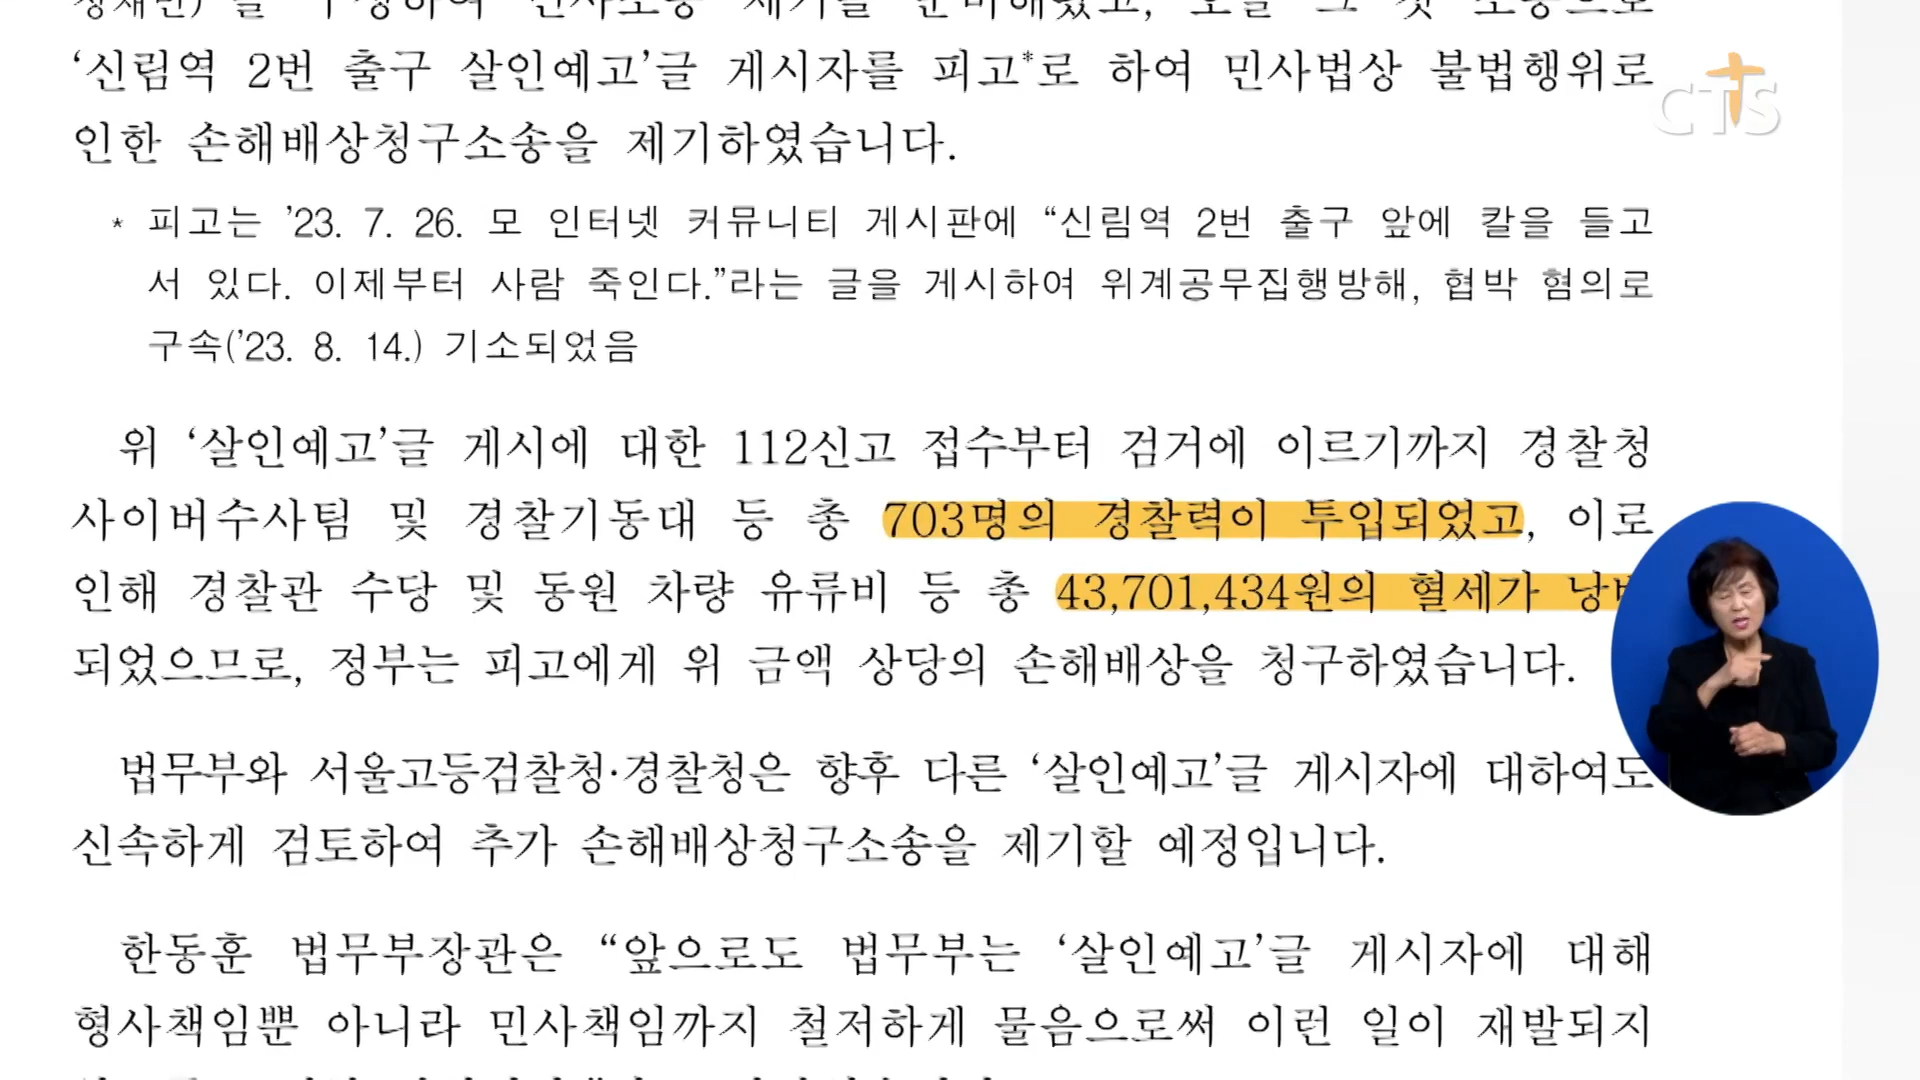 ‘신림역 2번 출구 살인예고’글 게시자를 피고*로 하여 민사법상 불법행위로
인한 손해배상청구소송을 제기하였습니다.
* 피고는 ’23. 7. 26. 모 인터넷 커뮤니티 게시판에 “신림역 2번 출구 앞에 칼을 들고
서 있다. 이제부터 사람 죽인다.”라는 글을 게시하여 위계공무집행방해, 협박 혐의로
구속(’23. 8. 14.) 기소되었음
위 ‘살인예고’글 게시에 대한 112신고 접수부터 검거에 이르기까지 경찰청
사이버수사팀 및 경찰기동대 등 총 703명의 경찰력이 투입되었고, 이로
인해 경찰관 수당 및 동원 차량 유류비 등 총 43,701,434원의 혈세가
되었으므로, 정부는 피고에게 위 금액 상당의 손해배상을 청구하였습니다.
법무부와 서울고등검찰청·경찰청은 향후 다른 ‘살인예고’글 게시자에 대하여도
신속하게 검토하여 추가 손해배상청구소송을 제기할 예정입니다.
한동훈 법무부장관은 “앞으로도 법무부는 ‘살인예고’글 게시자에 대해
형사책임뿐 아니라 민사책임까지 철저하게 물음으로써 이런 일이 재발되지
CTS